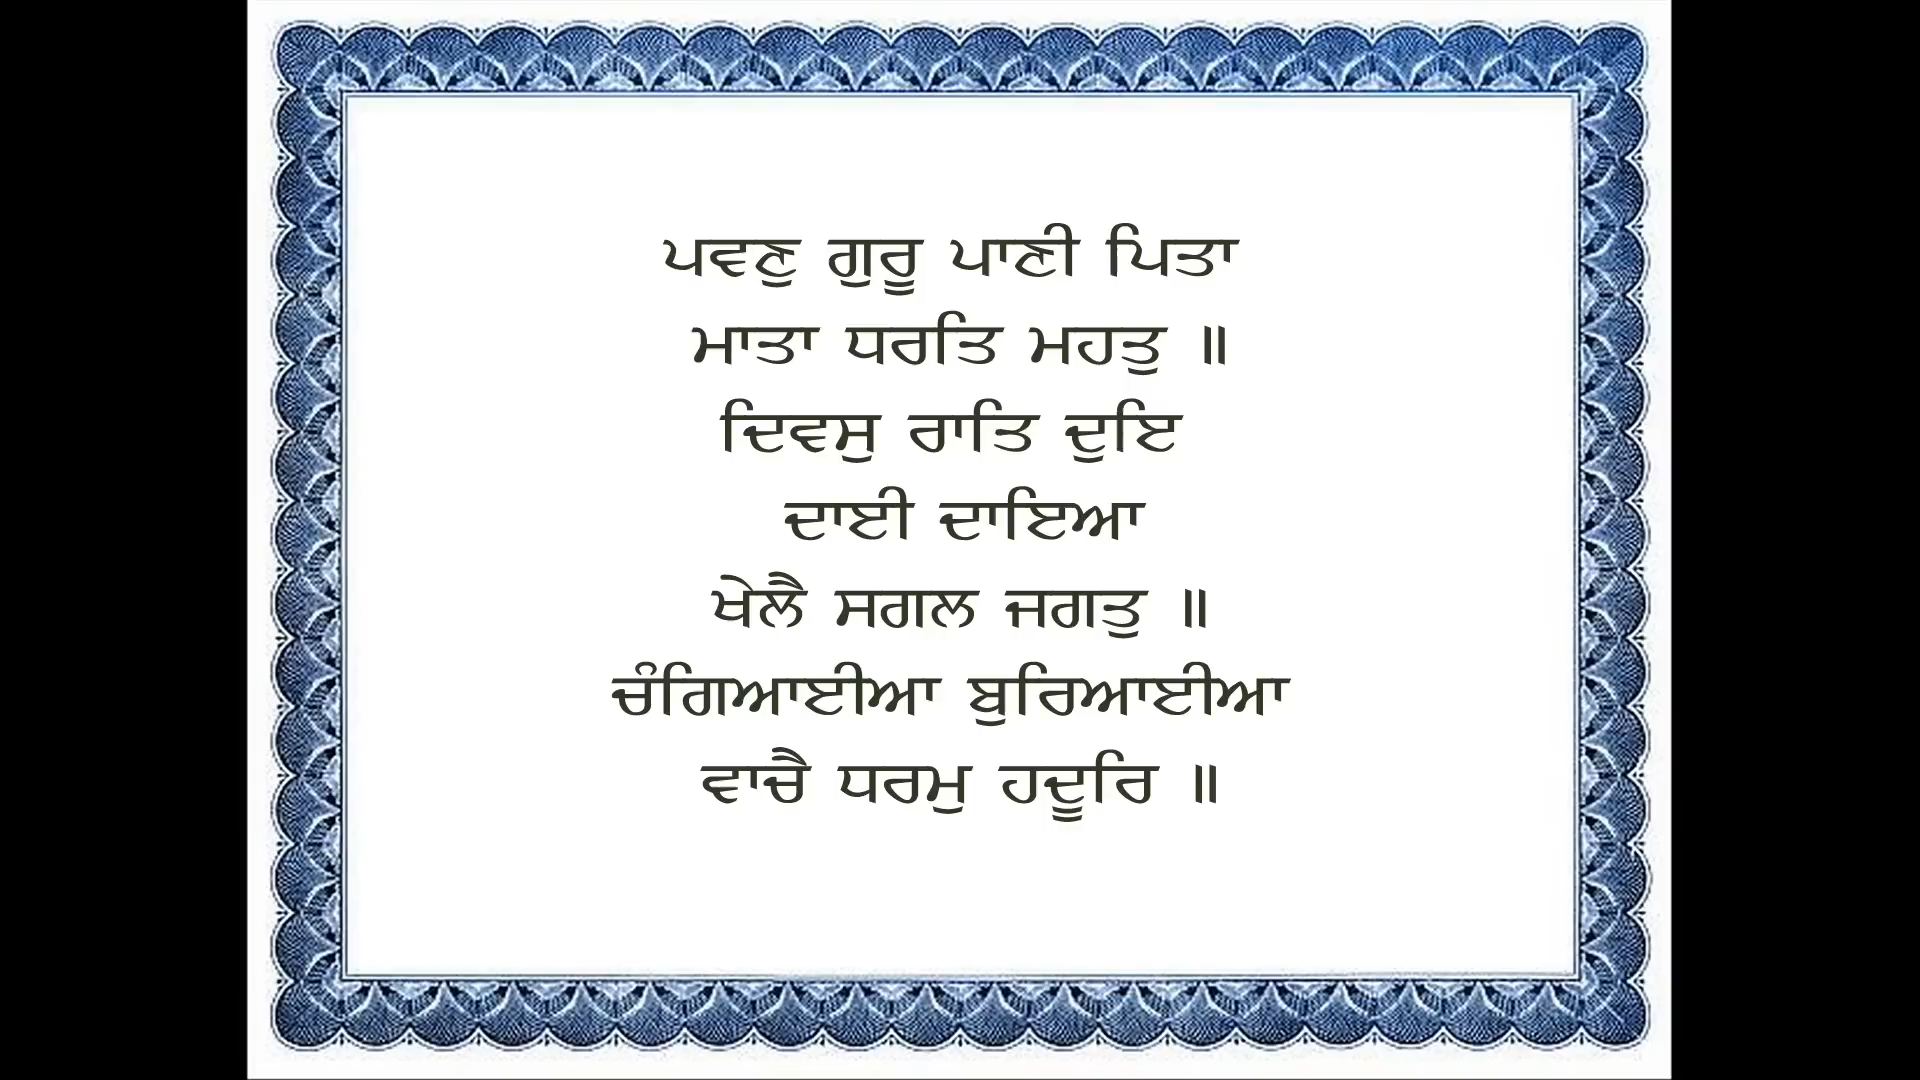 ਪਵਣੁ ਗੁਰੂ ਪਾਣੀ ਪਿਤਾ
ਮਾਤਾ ਧਰਤਿ ਮਹਤੁ ॥
ਦਿਵਸੁ ਰਾਤਿ ਦੁਇ
ਦਾਈ ਦਾਇਆ
ਖੇਲੈ ਸਗਲ ਜਗਤੁ ॥
ਚੰਗਿਆਈਆ ਬੁਰਿਆਈਆ
ਵਾਚੈ ਧਰਮੁ ਹਦੂਰਿ ॥